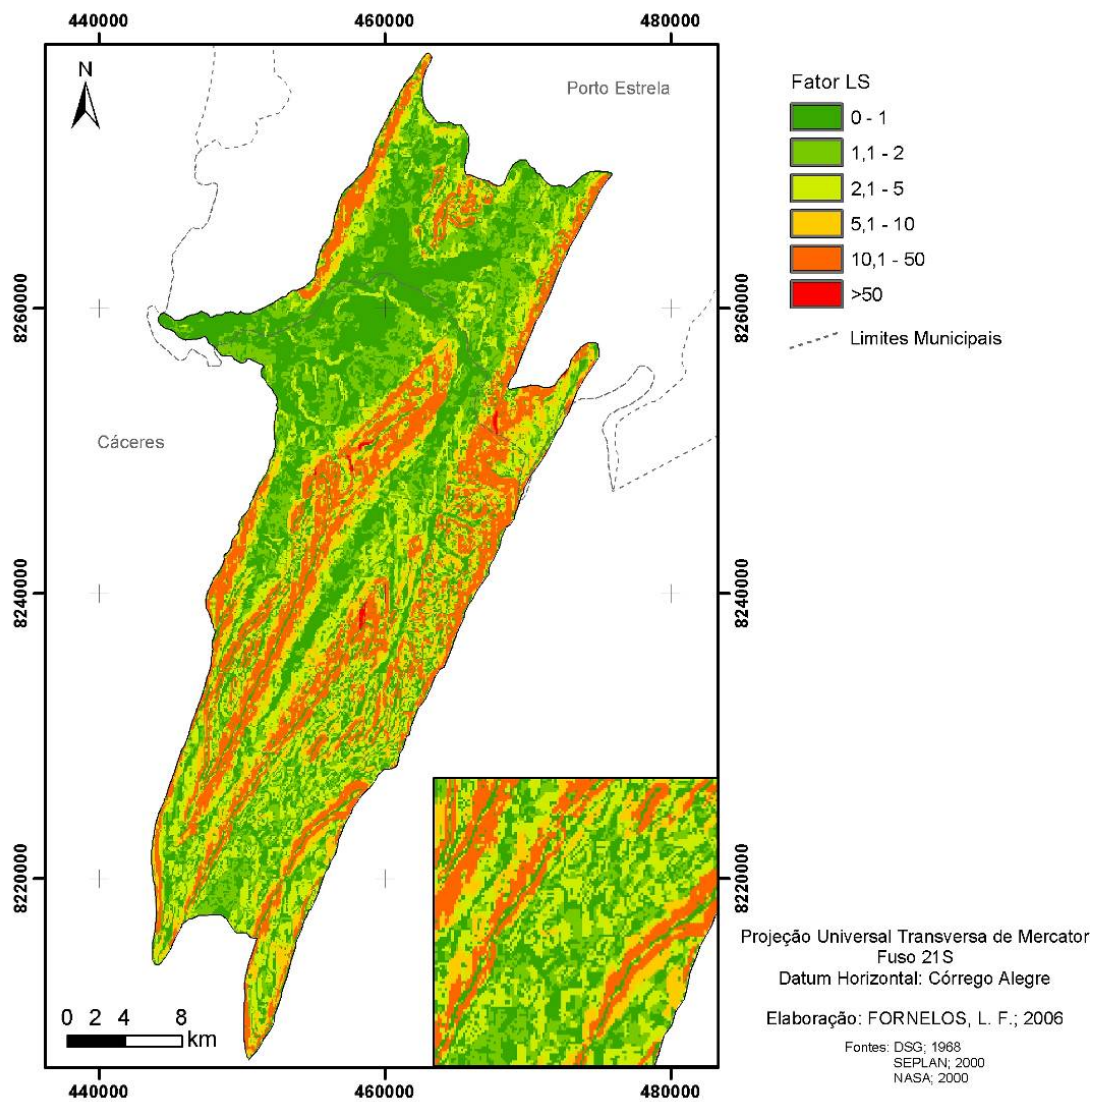 440000
460000
480000
N
Porto Estrela
Fator LS
0 - 1
1,1 - 2
2,1 - 5
5,1 - 10
10,1 - 50
>50
Limites Municipais
8260000
8260000
Cáceres
8240000
8240000
8220000
8220000
Projeção Universal Transversa de Mercator
Fuso 21S
Datum Horizontal: Córrego Alegre
Elaboração: FORNELOS, L. F.; 2006
Fontes: DSG; 1968
SEPLAN; 2000
NASA; 2000
0 2 4 8
km
440000
460000
480000